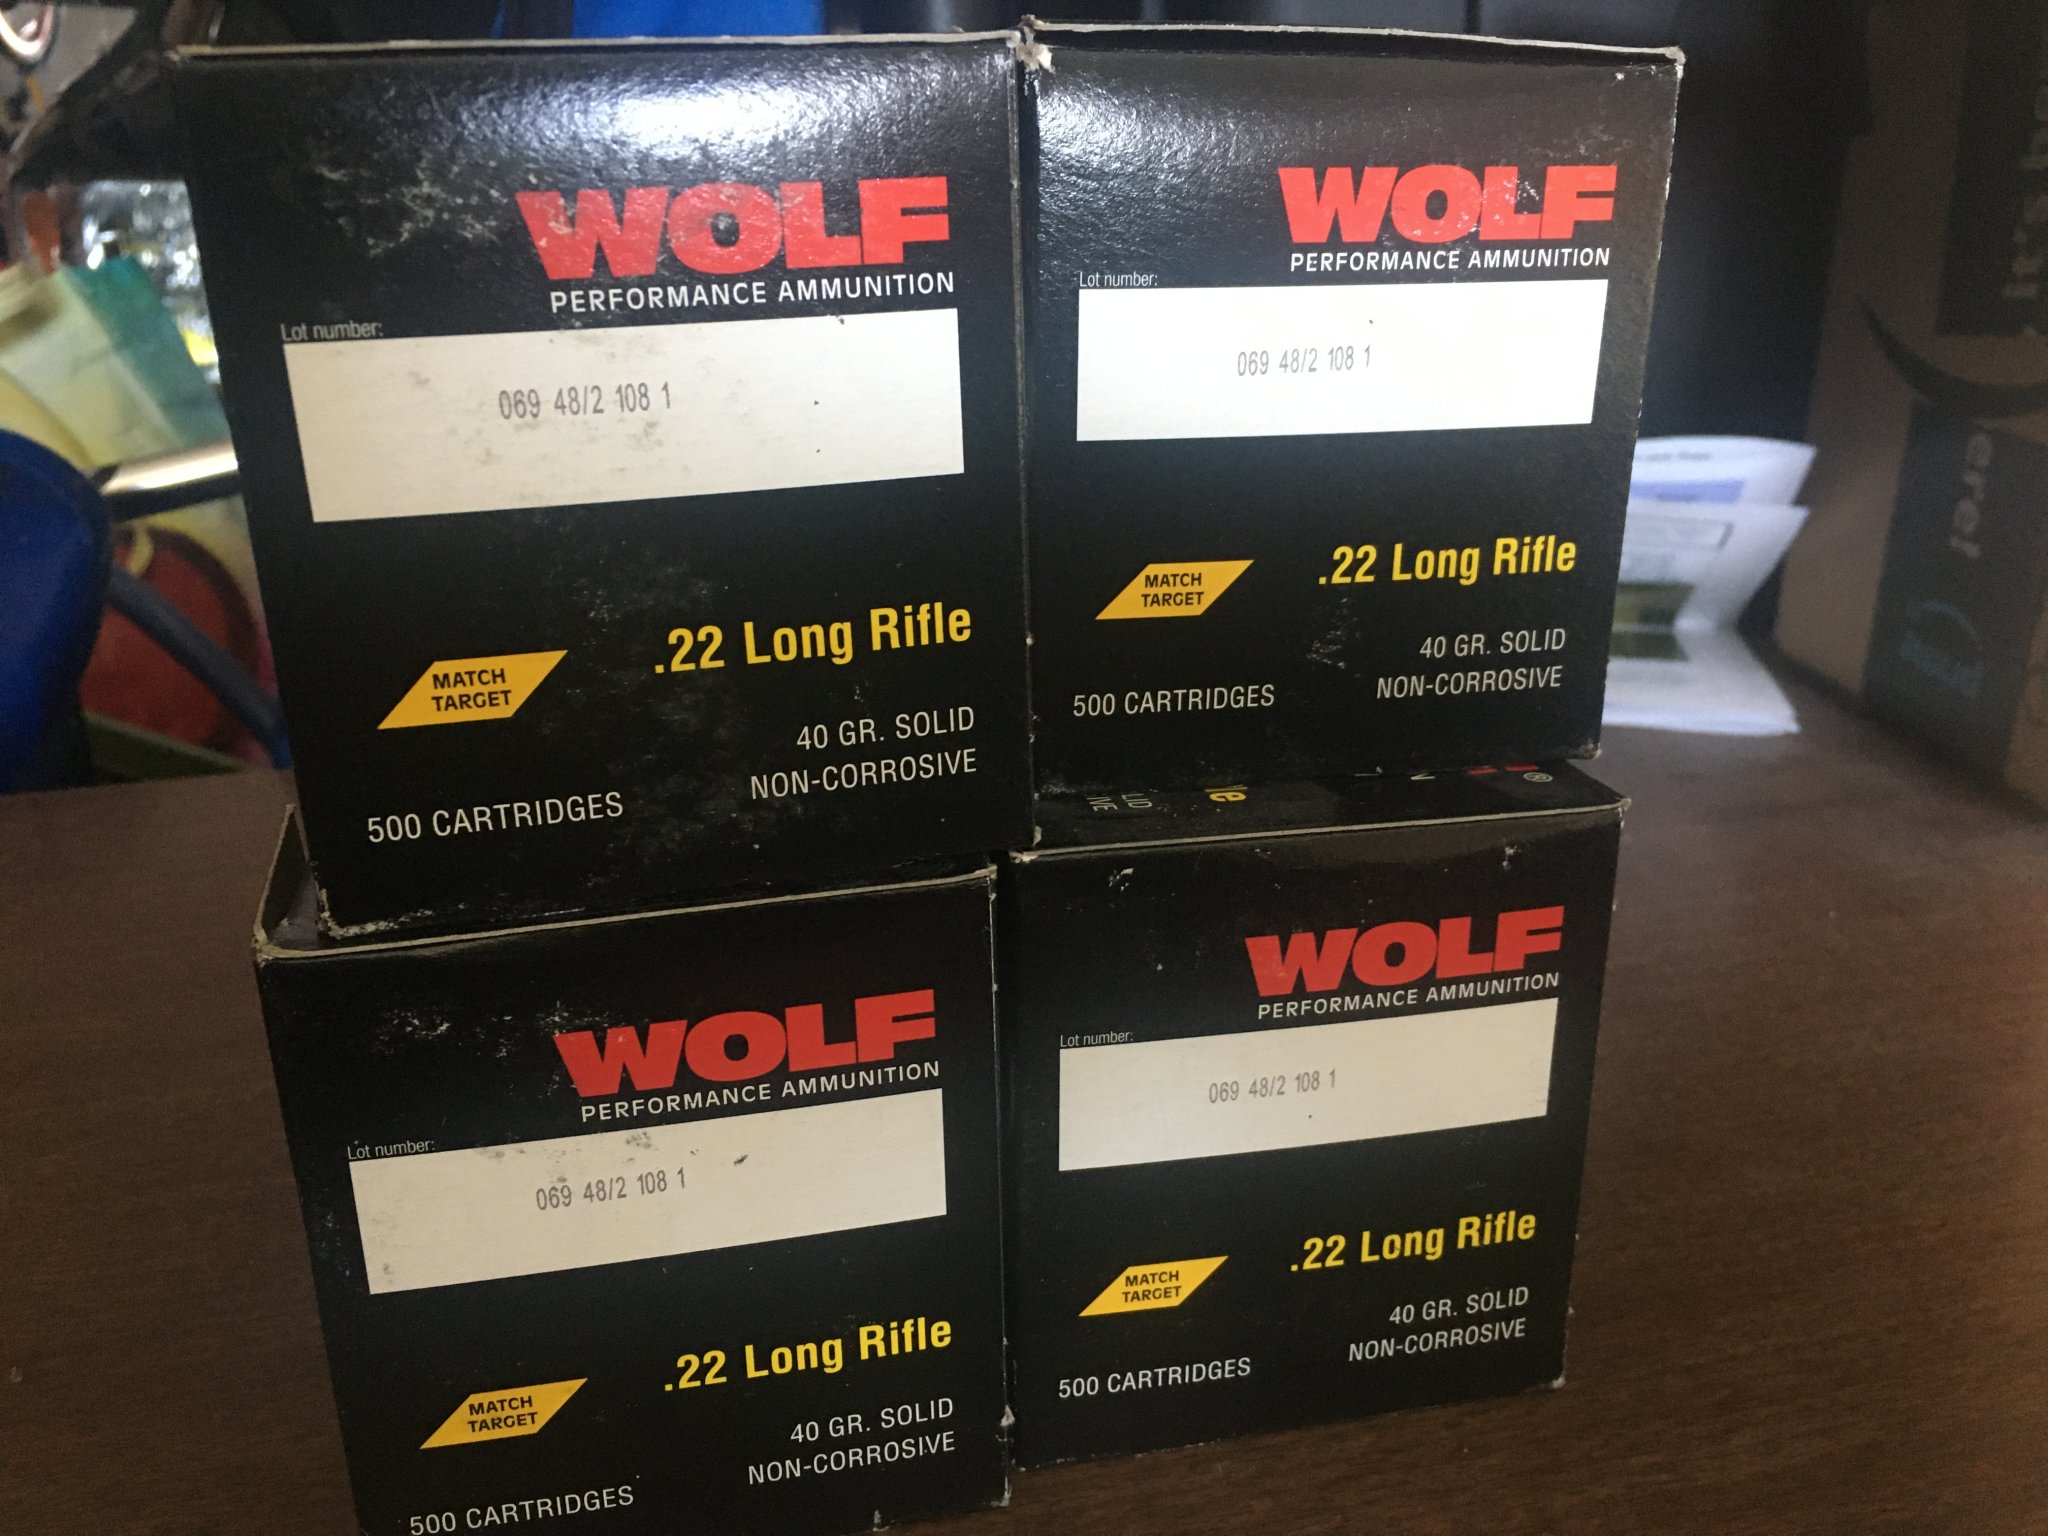 WOLF
PERFORMANCE AMMUNITION
Lot number:
069 48/2 108 1
MATCH
TARGET
.22 Long Rifle
40 GR. SOLID
NON-CORROSIVE
500 CARTRIDGES
WOLF
PERFORMANCE AMMUNITION
Lot number:
069 48/2 108 1
MATCH
TARGET
.22 Long Rifle
40 GR. SOLID
NON-CORROSIVE
500 CARTRIDGES
WOLF
PERFORMANCE AMMUNITION
Lot number:
069 48/2 108 1
MATCH
TARGET
.22 Long Rifle
40 GR. SOLID
NON-CORROSIVE
500 CARTRIDGES
WOLF
PERFORMANCE AMMUNITION
Lot number:
069 48/2 108 1
MATCH
TARGET
.22 Long Rifle
40 GR. SOLID
NON-CORROSIVE
500 CARTRIDGES